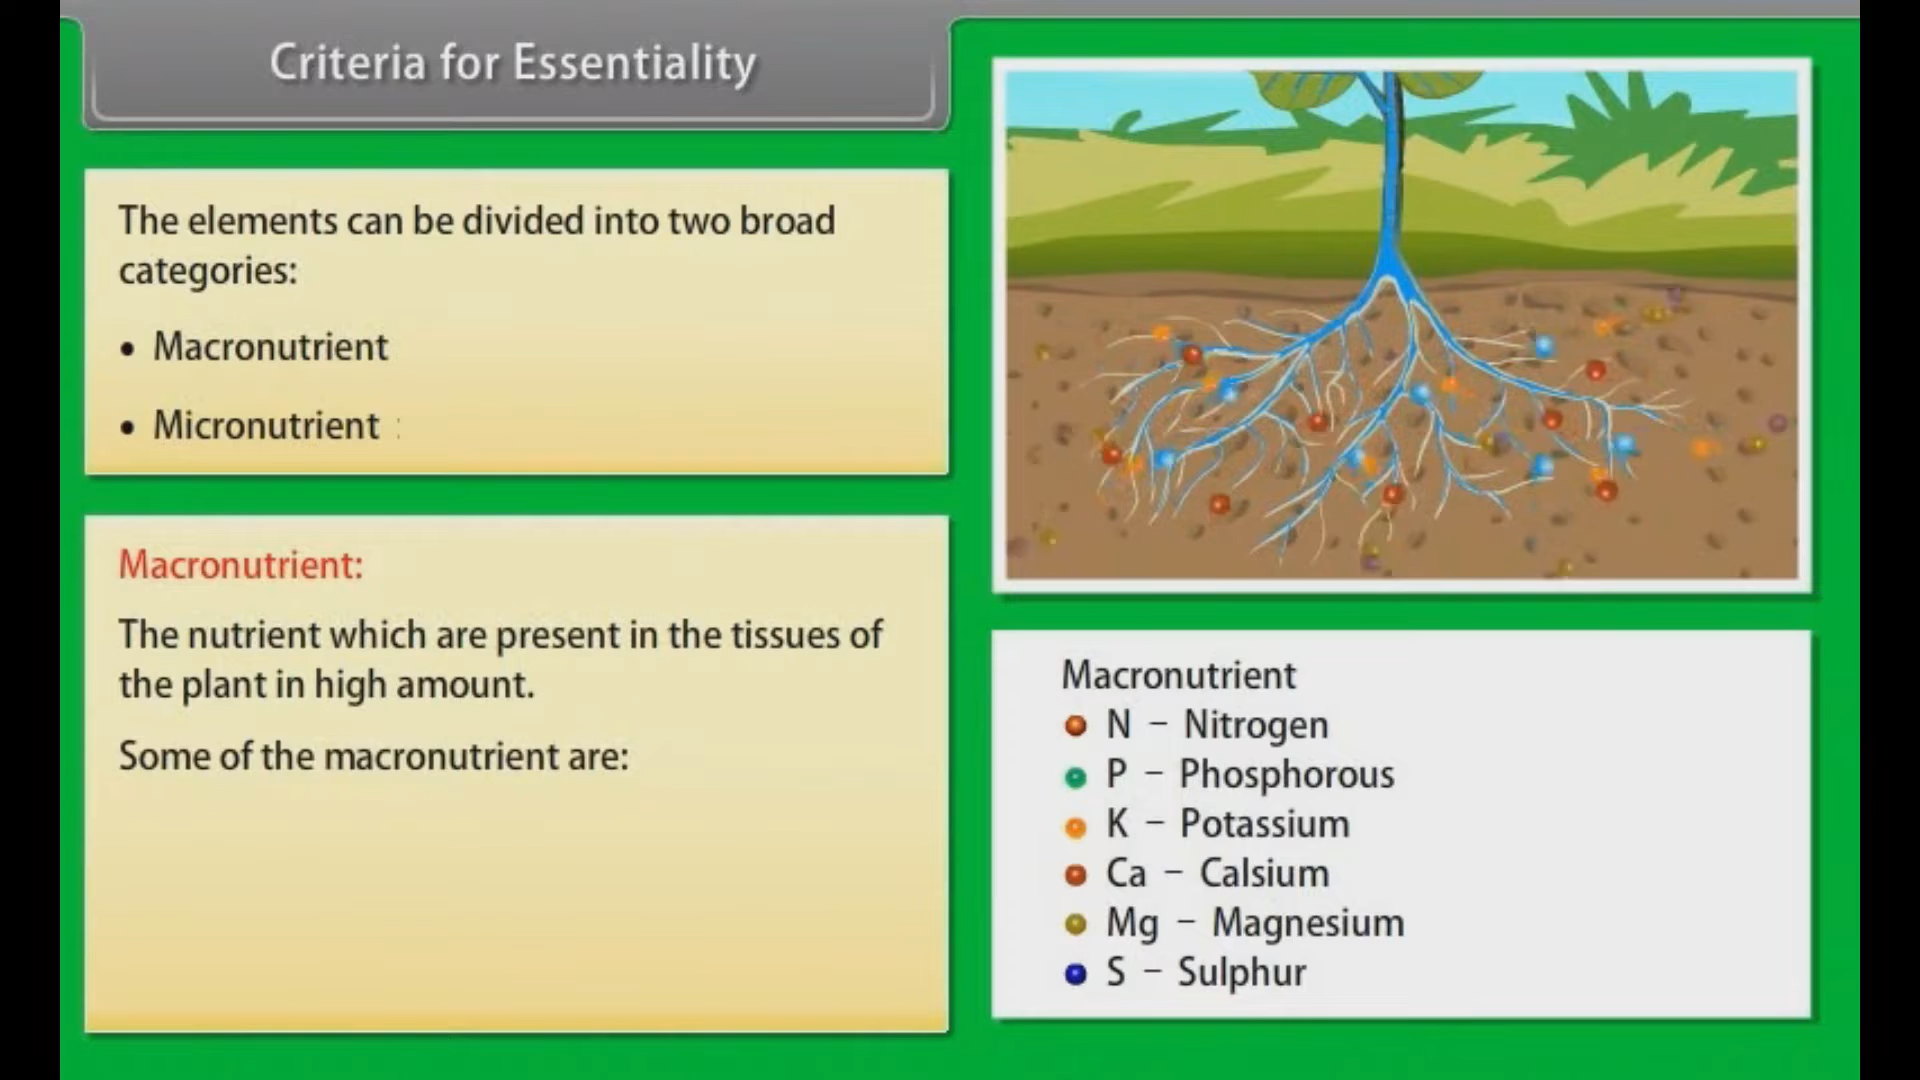 Criteria for Essentiality
The elements can be divided into two broad
categories:
• Macronutrient
• Micronutrient :
Macronutrient:
The nutrient which are present in the tissues of
the plant in high amount.
Some of the macronutrient are:
Macronutrient
N – Nitrogen
P – Phosphorous
K – Potassium
Ca – Calsium
Mg – Magnesium
S – Sulphur